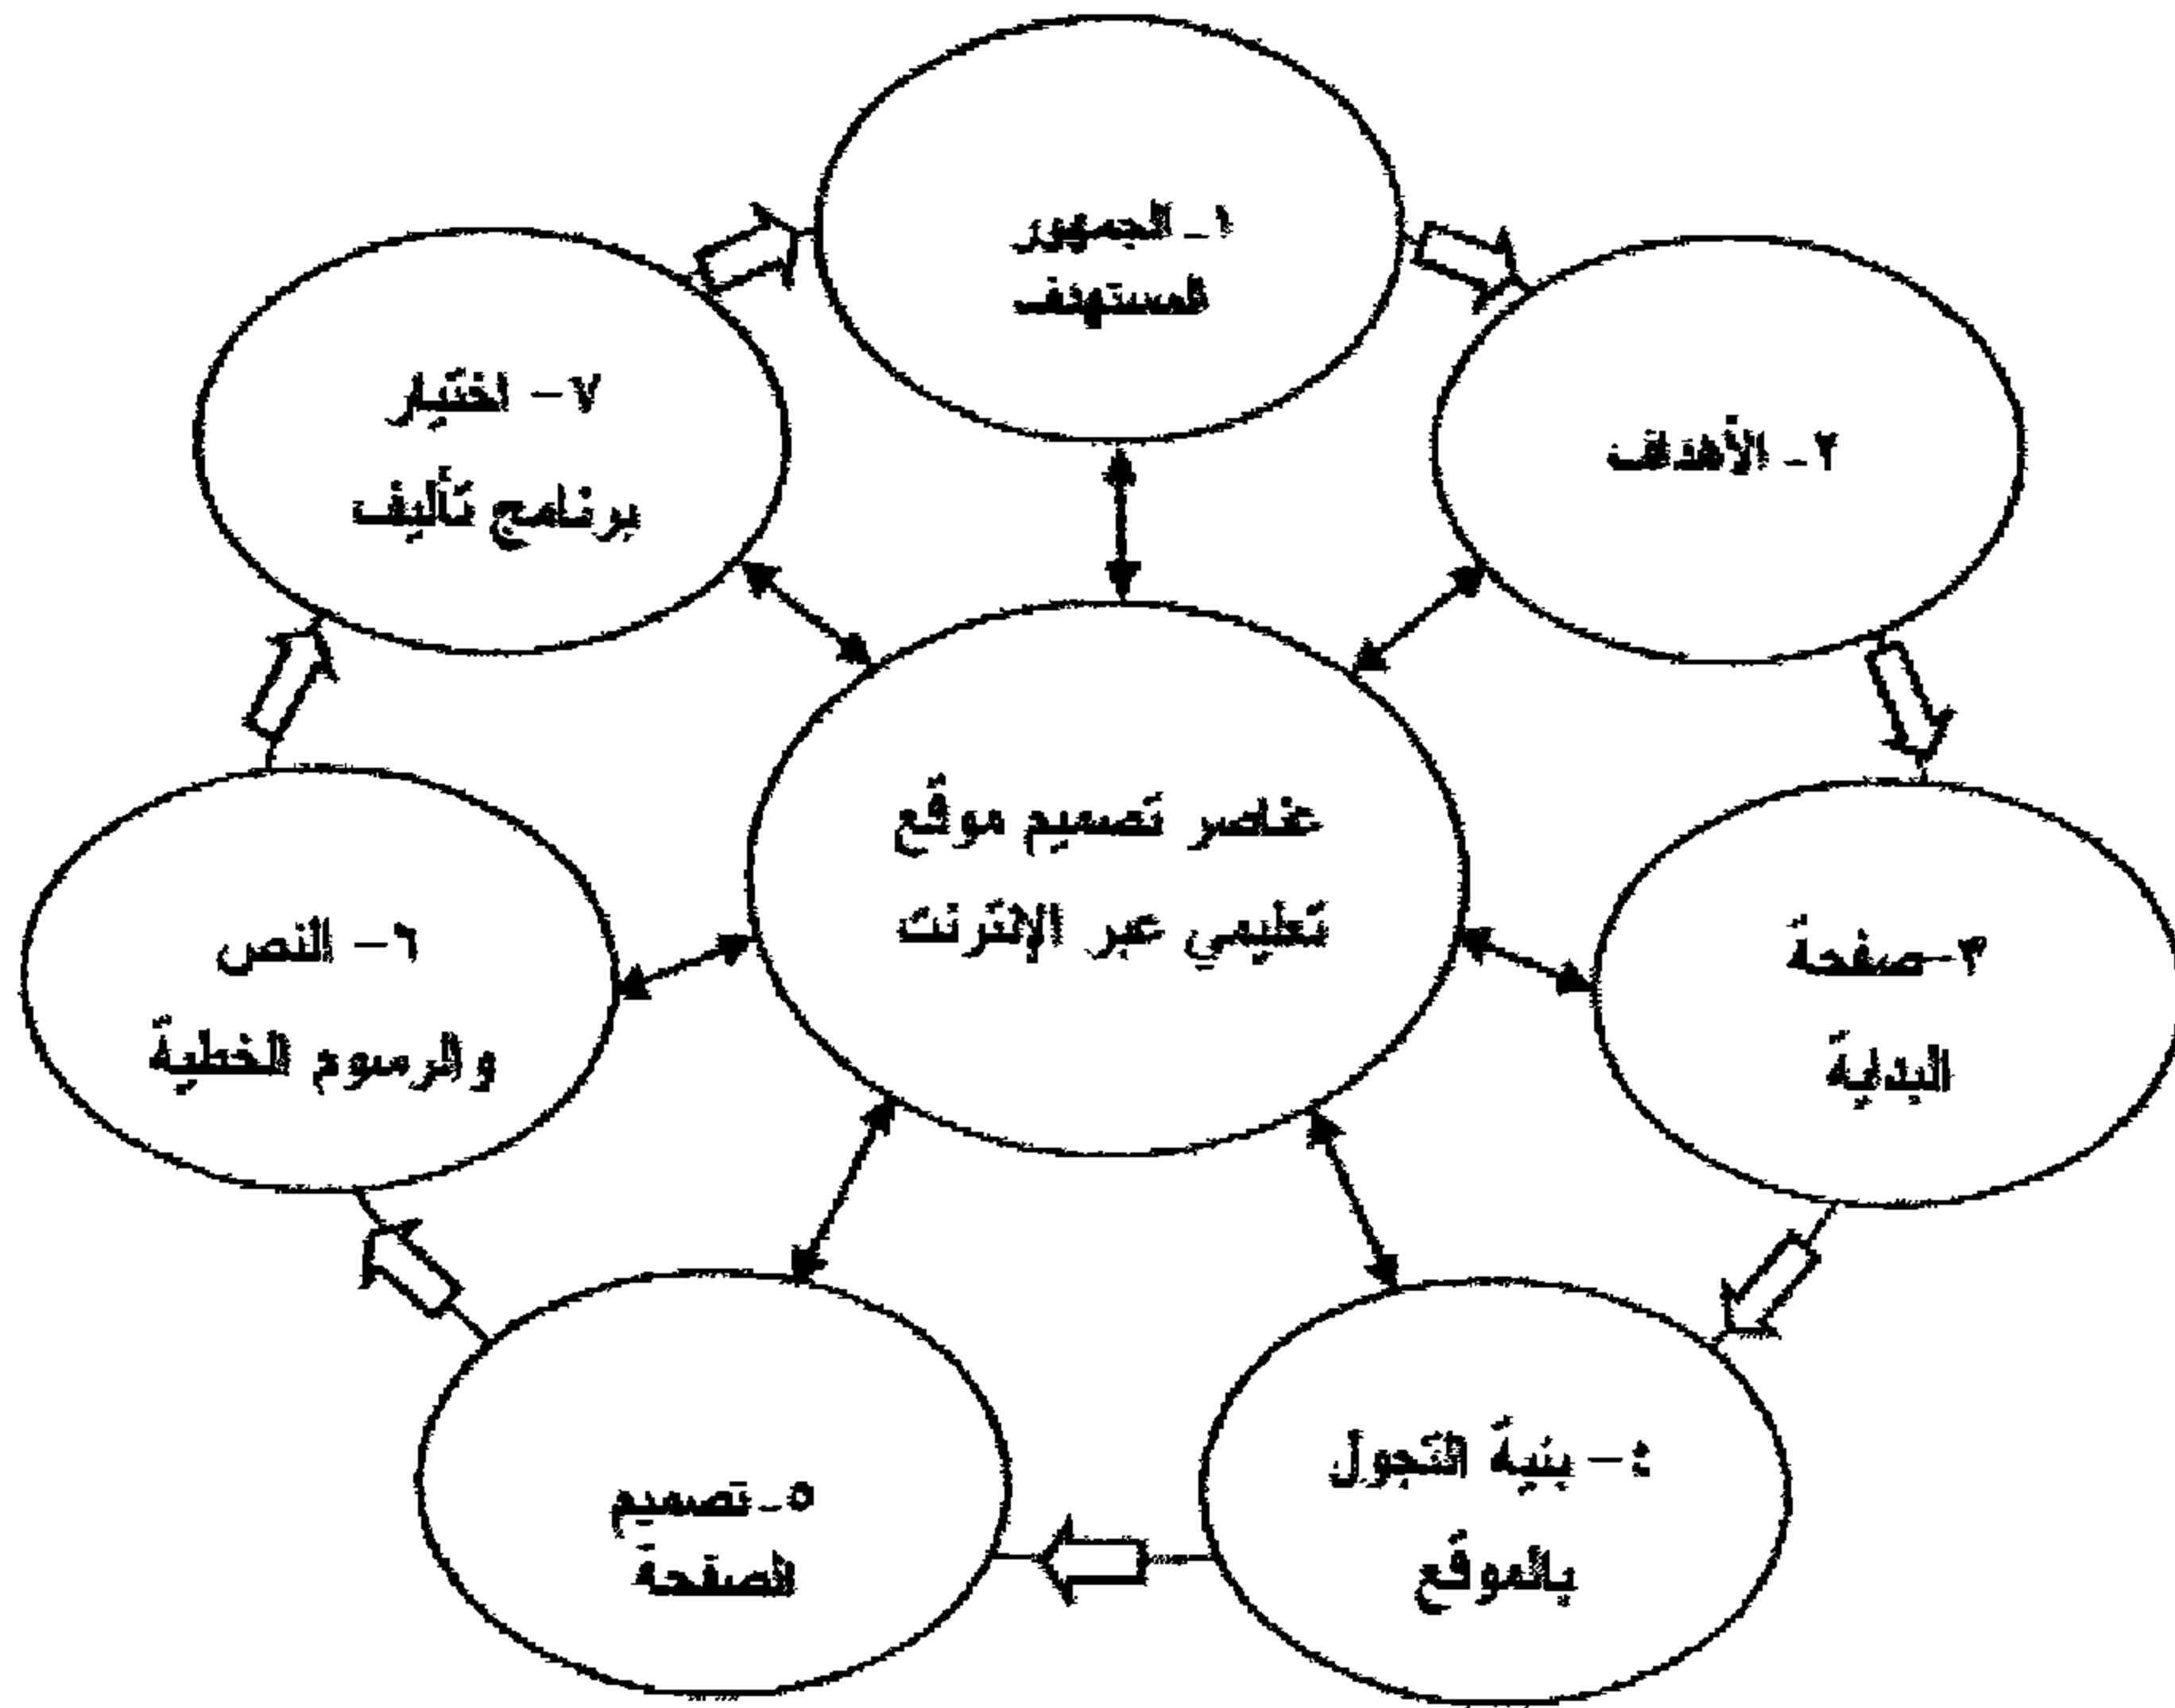 عناصر تصميم موقع
تعليمي عبر الإنترنت
١- الجمهور
المستهدف
٢- الأهداف
٣- صفحة
البداية
٤- بنية التجول
بالموقع
٥- تصميم
الصفحة
٦- النص
والرسوم الخطية
٧- اختيار
برنامج تأليف